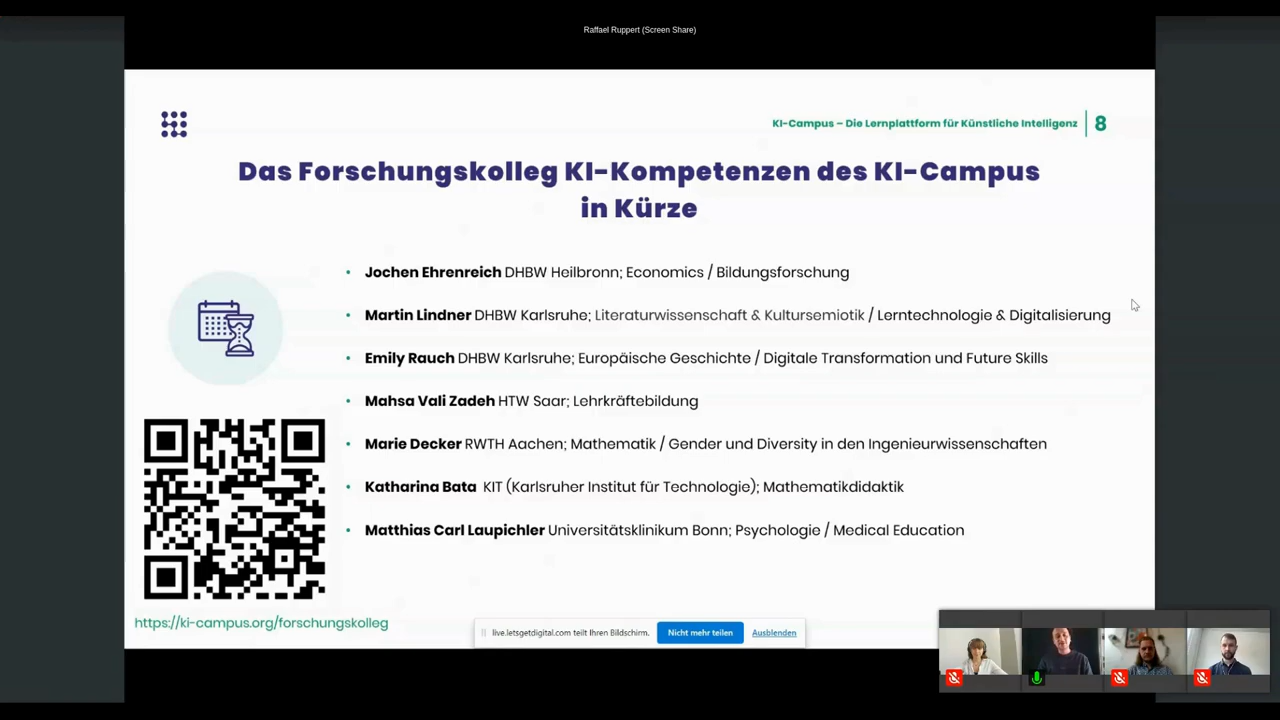 Raffael Ruppert (Screen Share)
KI-Campus – Die Lernplattform für Künstliche Intelligenz
8
Das Forschungskolleg KI-Kompetenzen des KI-Campus
in Kürze
• Jochen Ehrenreich DHBW Heilbronn; Economics / Bildungsforschung
• Martin Lindner DHBW Karlsruhe; Literaturwissenschaft & Kultursemiotik / Lerntechnologie & Digitalisierung
• Emily Rauch DHBW Karlsruhe; Europäische Geschichte / Digitale Transformation und Future Skills
• Mahsa Vali Zadeh HTW Saar; Lehrkräftebildung
• Marie Decker RWTH Aachen; Mathematik / Gender und Diversity in den Ingenieurwissenschaften
• Katharina Bata KIT (Karlsruher Institut für Technologie); Mathematikdidaktik
• Matthias Carl Laupichler Universitätsklinikum Bonn; Psychologie / Medical Education
https://ki-campus.org/forschungskolleg
live.letsgetdigital.com teilt Ihren Bildschirm.
Nicht mehr teilen
Ausblenden